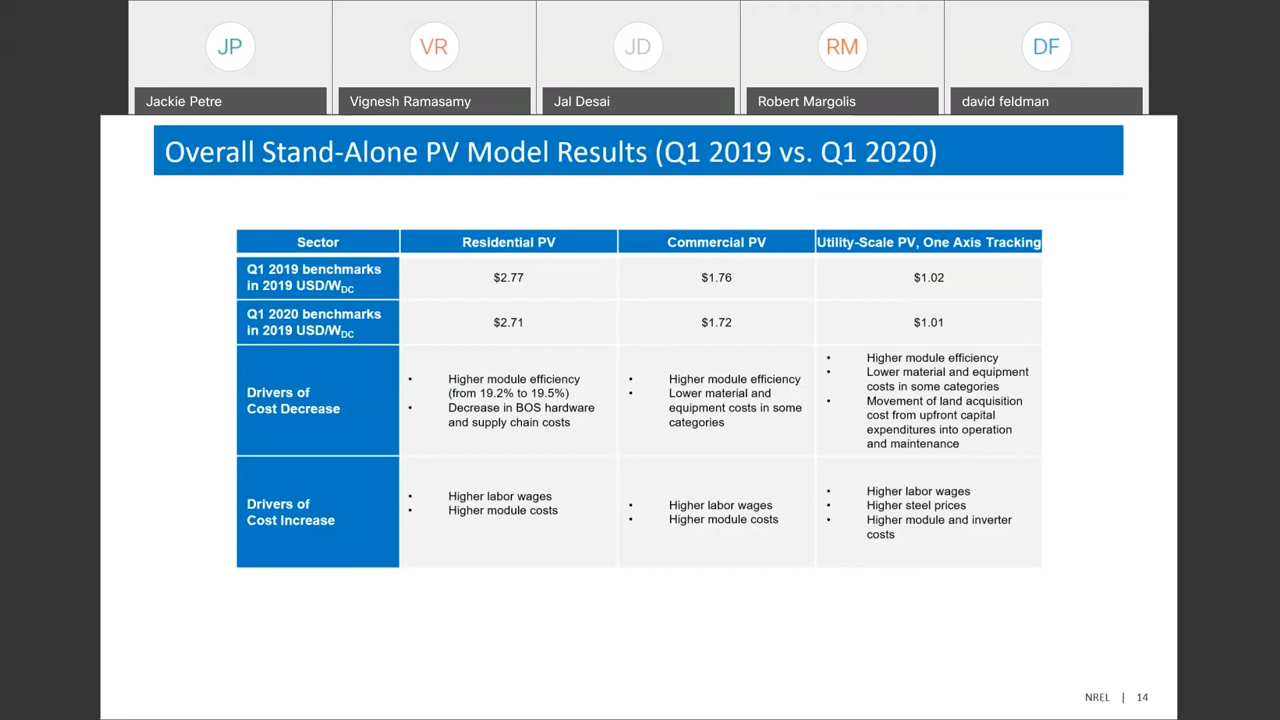 JP
VR
JD
RM
DF
Jackie Petre
Vignesh Ramasamy
Jal Desai
Robert Margolis
david feldman
Overall Stand-Alone PV Model Results (Q1 2019 vs. Q1 2020)
Sector
Residential PV
Commercial PV
Utility-Scale PV, One Axis Tracking
Q1 2019 benchmarks
in 2019 USD/WDC
$2.77
$1.76
$1.02
Q1 2020 benchmarks
in 2019 USD/WDC
$2.71
$1.72
$1.01
Drivers of
Cost Decrease
• Higher module efficiency
(from 19.2% to 19.5%)
• Decrease in BOS hardware
and supply chain costs
• Higher module efficiency
• Lower material and
equipment costs in some
categories
• Higher module efficiency
• Lower material and equipment
costs in some categories
• Movement of land acquisition
cost from upfront capital
expenditures into operation
and maintenance
Drivers of
Cost Increase
• Higher labor wages
• Higher module costs
• Higher labor wages
• Higher module costs
• Higher labor wages
• Higher steel prices
• Higher module and inverter
costs
NREL | 14